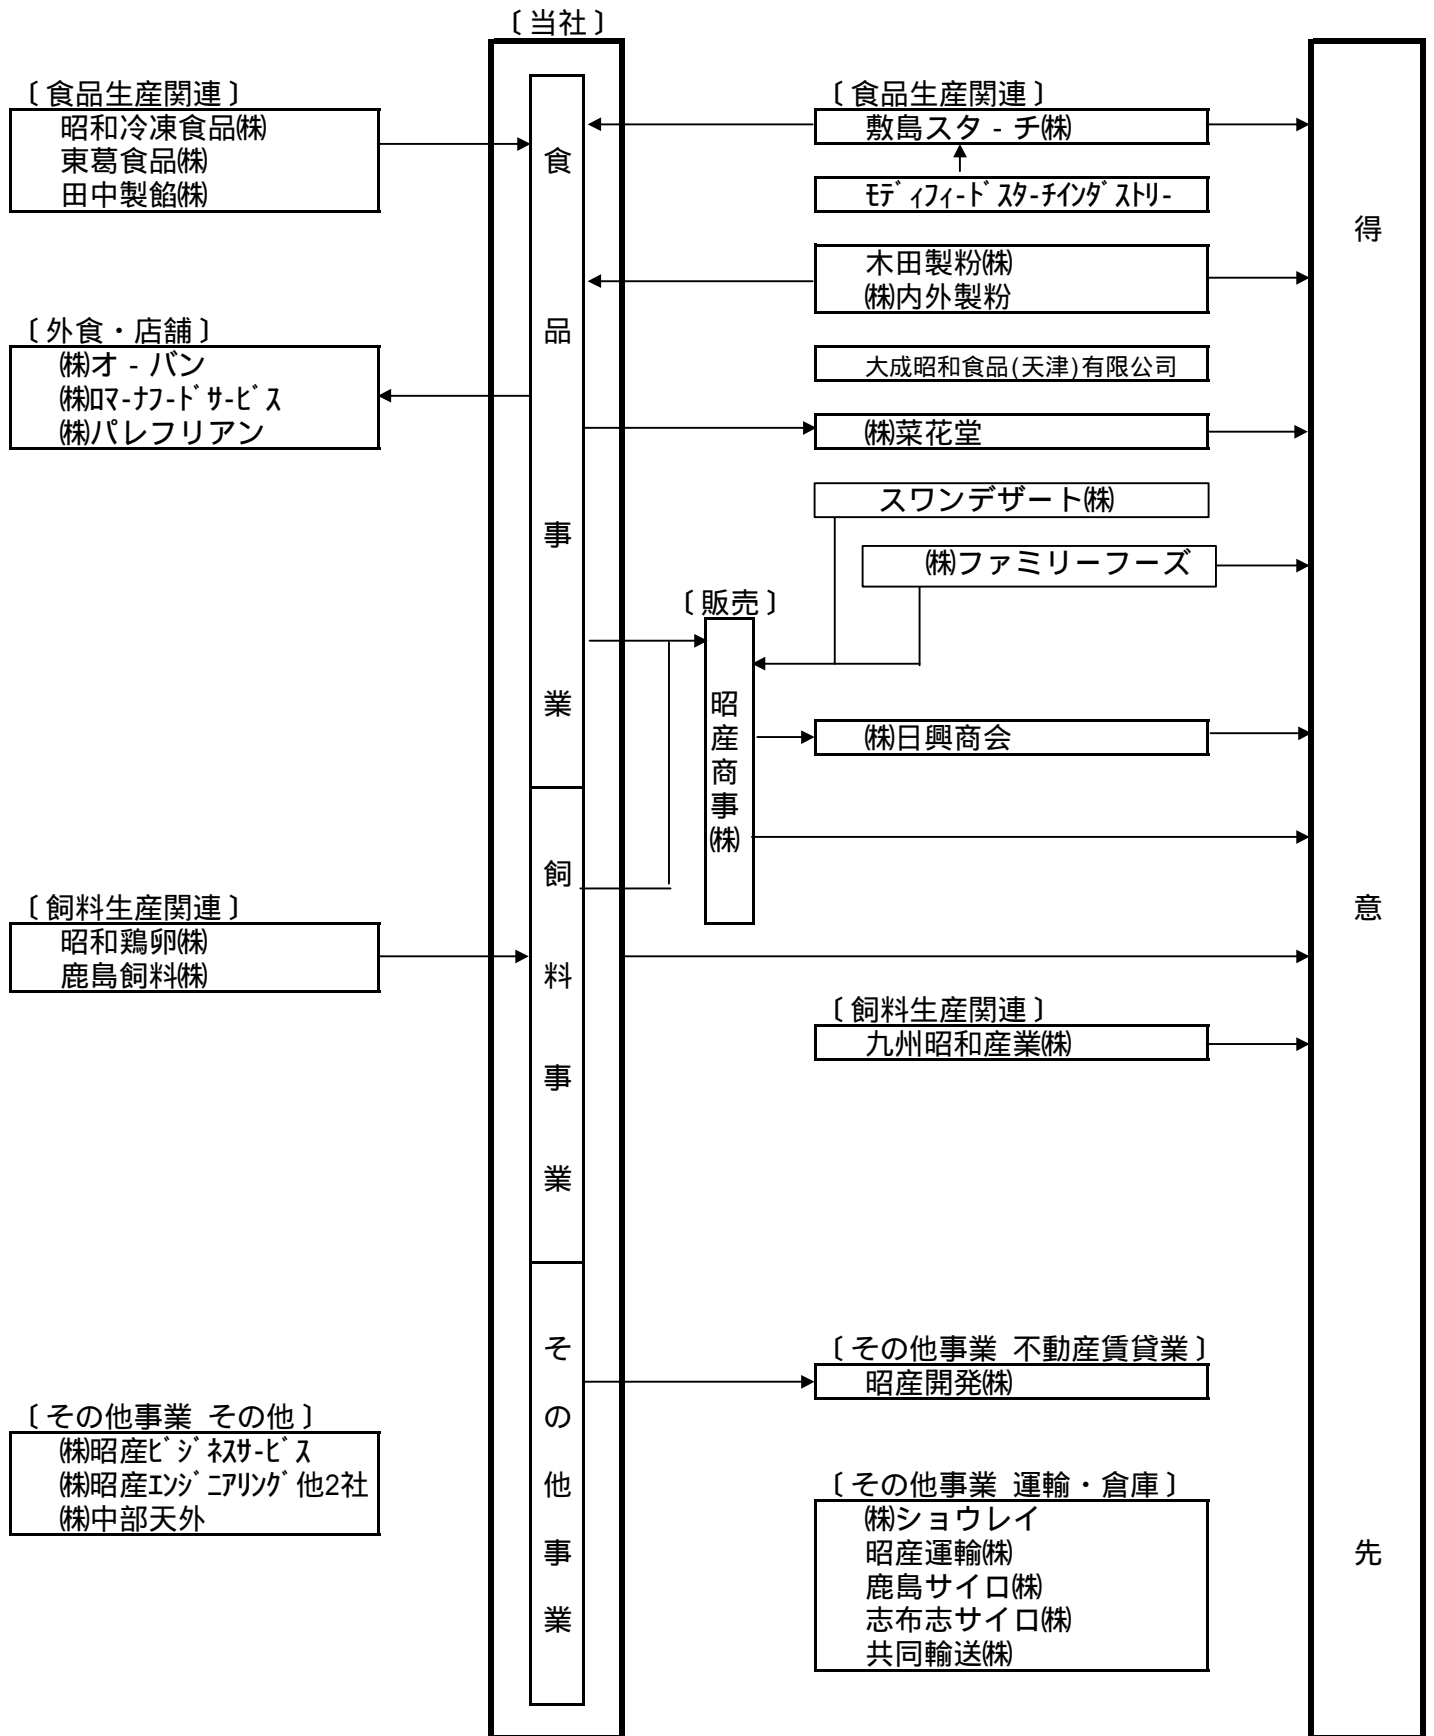 〔当社〕
〔食品生産関連〕
昭和冷凍食品㈱
東葛食品㈱
田中製餡㈱
〔外食・店舗〕
㈱オ‐バン
㈱ﾛﾏ-ﾅﾌ-ﾄﾞｻ-ﾋﾞｽ
㈱パレフリアン
〔飼料生産関連〕
昭和鶏卵㈱
鹿島飼料㈱
〔その他事業 その他〕
㈱昭産ﾋﾞｼﾞﾈｽｻ-ﾋﾞｽ
㈱昭産ｴﾝｼﾞﾆｱﾘﾝｸﾞ他2社
㈱中部天外
食品事業
飼料事業
その他事業
〔販売〕
昭産商事㈱
〔食品生産関連〕
敷島スタ‐チ㈱
ﾓﾃﾞｨﾌｨ-ﾄﾞｽﾀ-ﾁｲﾝﾀﾞｽﾄﾘ-
木田製粉㈱
㈱内外製粉
大成昭和食品(天津)有限公司
㈱菜花堂
スワンデザート㈱
㈱ファミリーフーズ
㈱日興商会
〔飼料生産関連〕
九州昭和産業㈱
〔その他事業 不動産賃貸業〕
昭産開発㈱
〔その他事業 運輸・倉庫〕
㈱ショウレイ
昭産運輸㈱
鹿島サイロ㈱
志布志サイロ㈱
共同輸送㈱
得意先